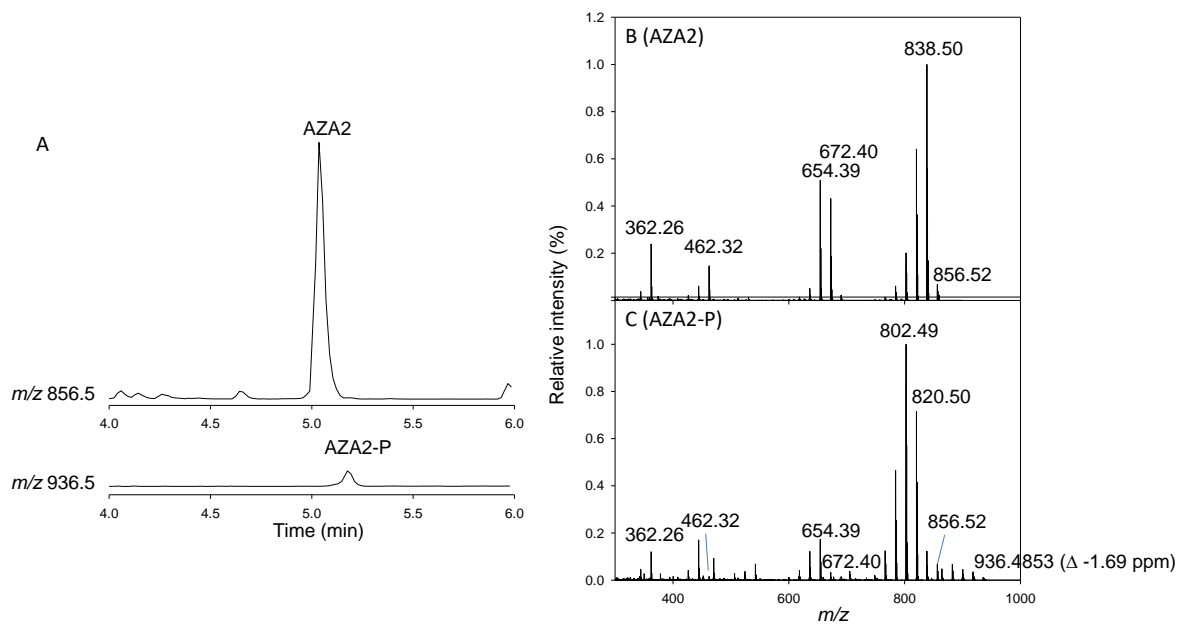 A
AZA2
m/z 856.5
4.0 4.5 5.0 5.5 6.0
AZA2-P
m/z 936.5
4.0 4.5 5.0 5.5 6.0
Time (min)
Relative intensity (%)
1.2
1.0
0.8
0.6
0.4
0.2
B (AZA2)
838.50
672.40
654.39
362.26
462.32
856.52
C (AZA2-P)
1.0
0.8
0.6
0.4
0.2
0.0
802.49
820.50
462.32
362.26
654.39
856.52
672.40
936.4853 (Δ -1.69 ppm)
400 600 800 1000
m/z